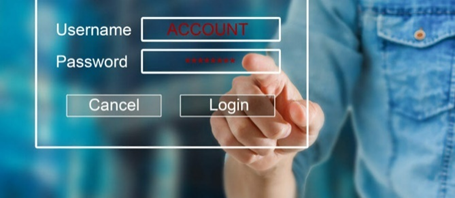 Username ACCOUNT
Password ********
Cancel Login